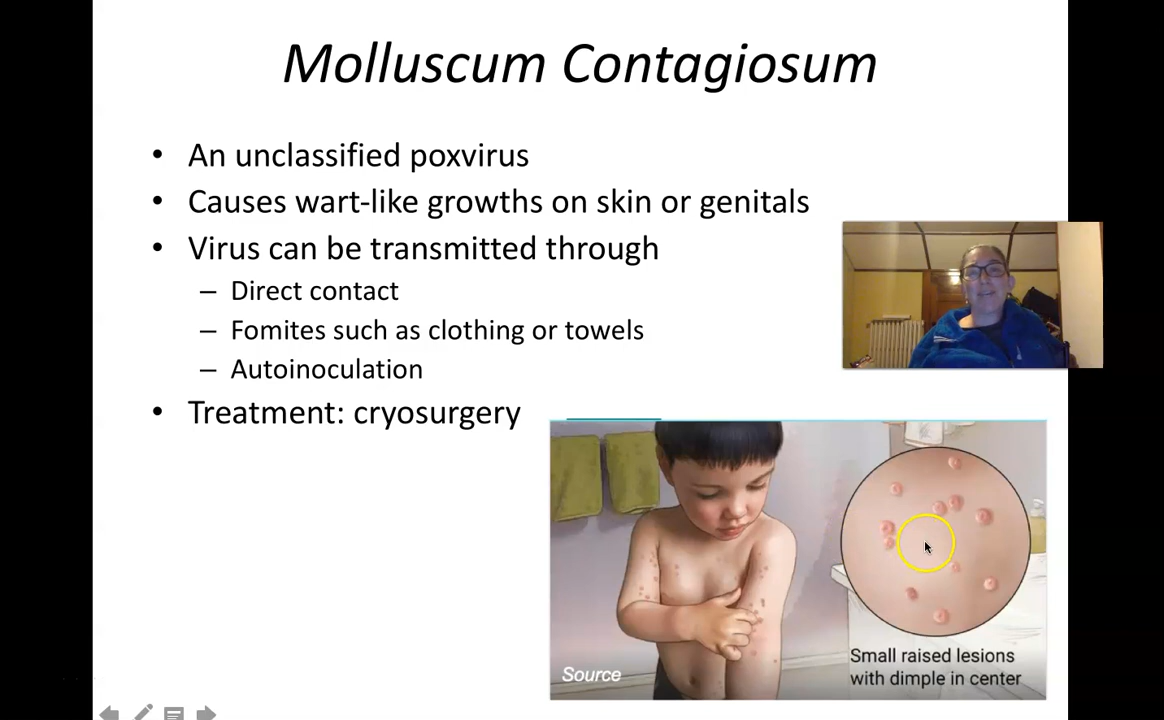 Molluscum Contagiosum
• An unclassified poxvirus
• Causes wart-like growths on skin or genitals
• Virus can be transmitted through
– Direct contact
– Fomites such as clothing or towels
– Autoinoculation
• Treatment: cryosurgery
Source
Small raised lesions
with dimple in center